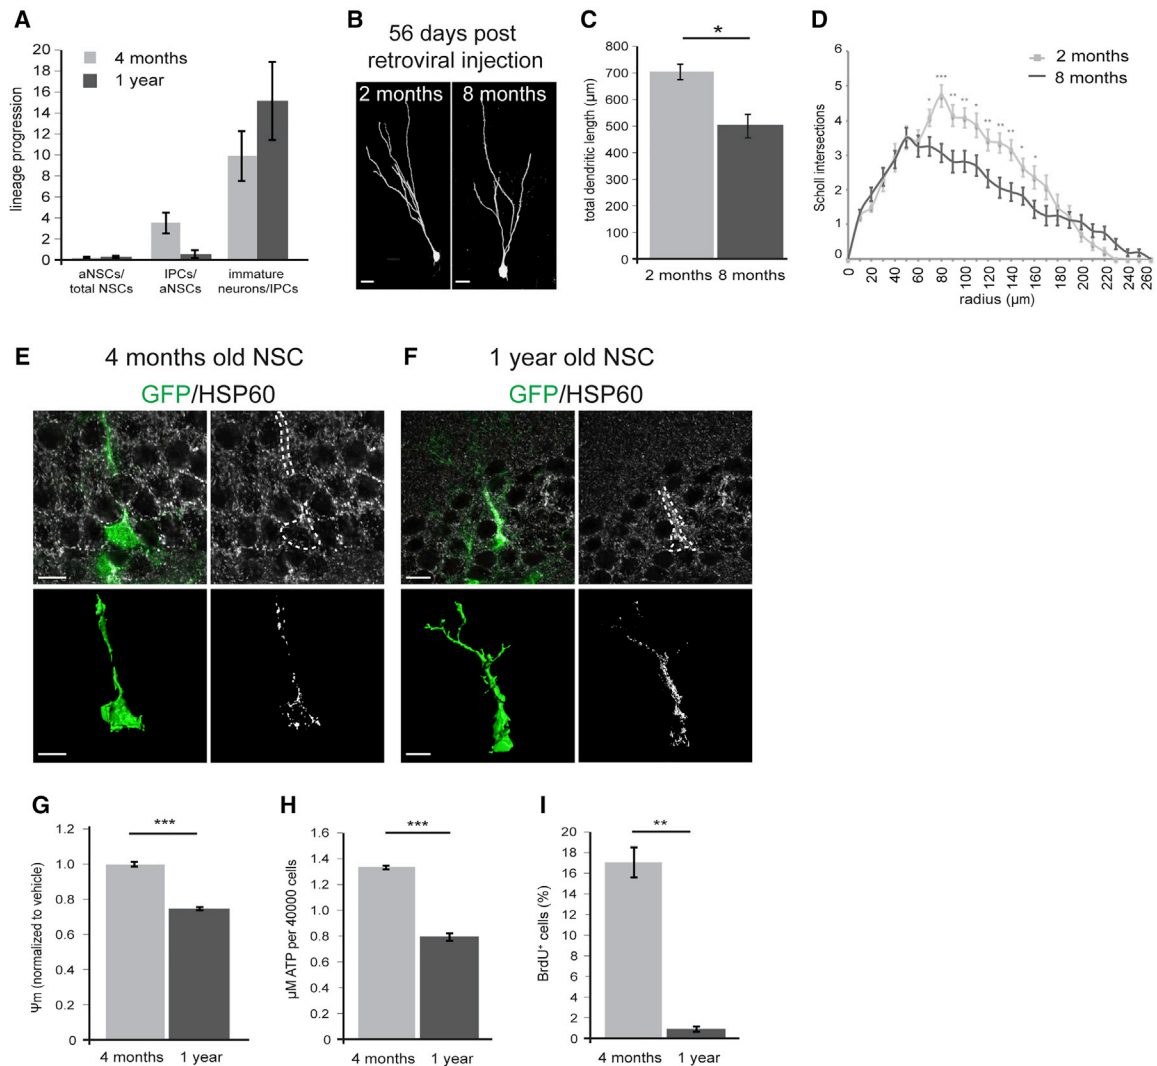 A
20
18
16
14
12
10
8
6
4
2
0
lineage progression
4 months
1 year
aNSCs/
total NSCs
IPCs/
aNSCs
immature
neurons/IPCs
B
56 days post
retroviral injection
2 months
8 months
C
*
800
700
600
500
400
300
200
100
0
total dendritic length (µm)
2 months
8 months
D
6
5
4
3
2
1
0
Scholl intersections
2 months
8 months
* *** ** ** * ** ** ** * *
0 20 40 60 80 100 120 140 160 180 200 220 240 260
radius (µm)
E
4 months old NSC
GFP/HSP60
F
1 year old NSC
GFP/HSP60
G
***
1.2
1.0
0.8
0.6
0.4
0.2
0
Ψm (normalized to vehicle)
4 months
1 year
H
***
1.6
1.4
1.2
1.0
0.8
0.6
0.4
0.2
0
µM ATP per 40000 cells
4 months
1 year
I
**
20
18
16
14
12
10
8
6
4
2
0
BrdU⁺ cells (%)
4 months
1 year